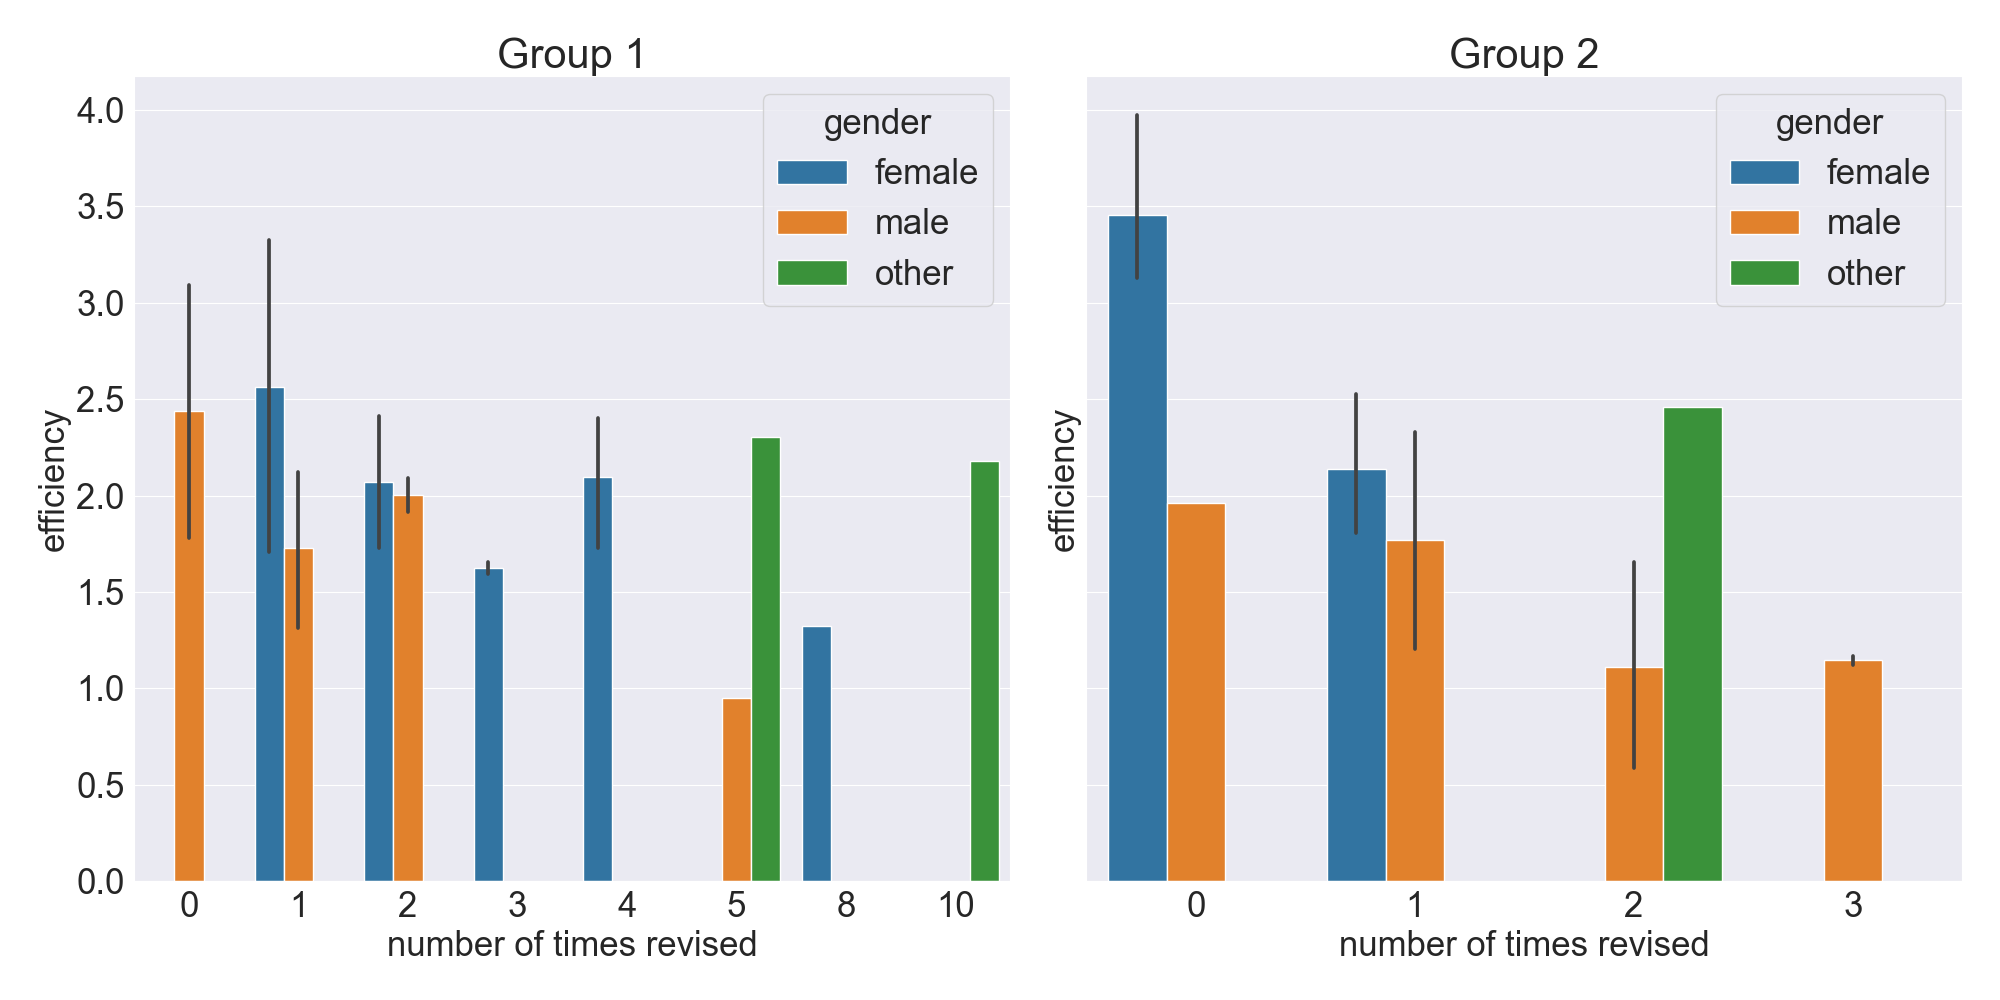 Group 1
gender
female
male
other
4.0
3.5
3.0
2.5
2.0
1.5
1.0
0.5
0.0
efficiency
0 1 2 3 4 5 8 10
number of times revised
Group 2
gender
female
male
other
efficiency
0 1 2 3
number of times revised